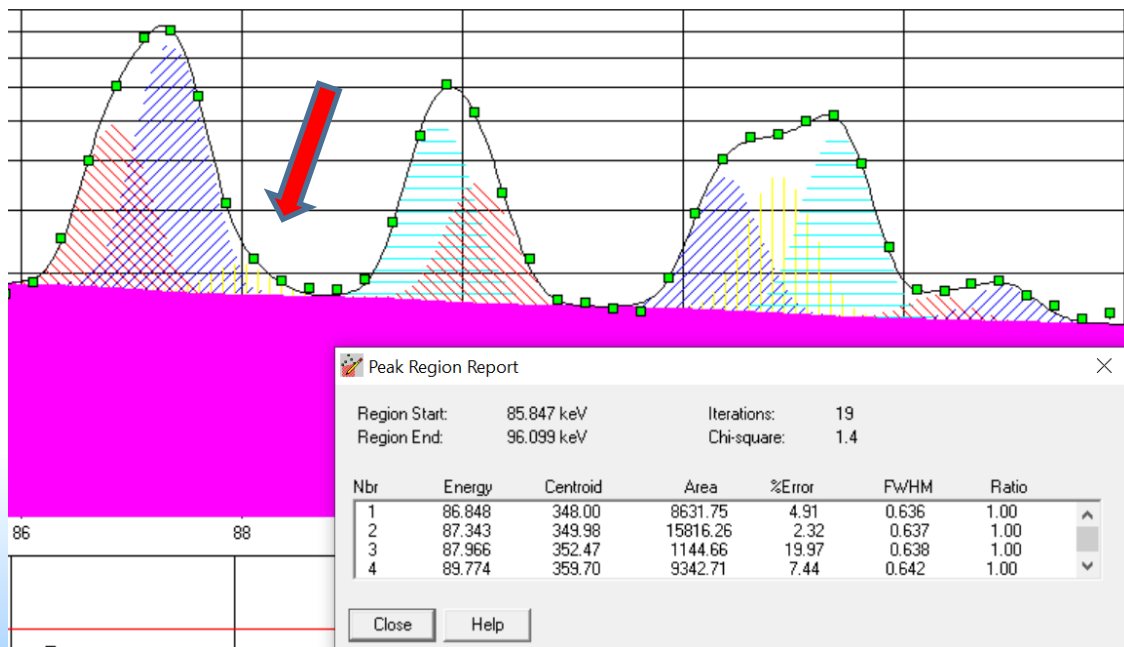 86 88
Peak Region Report
Region Start: 85.847 keV Iterations: 19
Region End: 96.099 keV Chi-square: 1.4
Nbr Energy Centroid Area %Error FWHM Ratio
1 86.848 348.00 8631.75 4.91 0.636 1.00
2 87.343 349.98 15816.26 2.32 0.637 1.00
3 87.966 352.47 1144.66 19.97 0.638 1.00
4 89.774 359.70 9342.71 7.44 0.642 1.00
Close Help